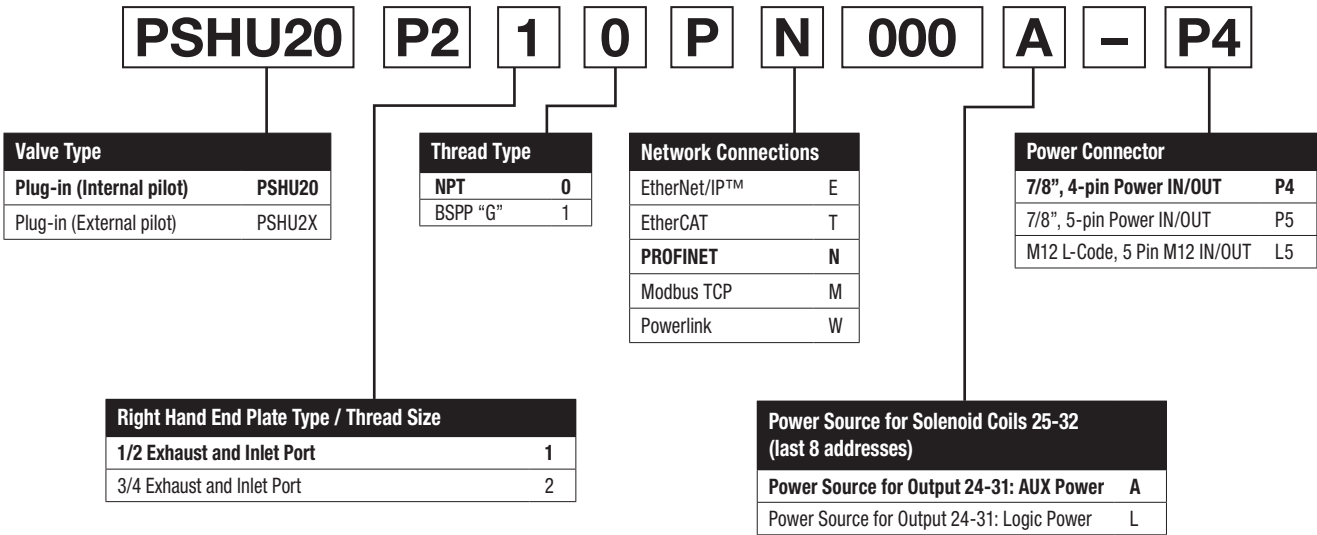 PSHU20 P2 1 0 P N 000 A – P4
Valve Type
Plug-in (Internal pilot) PSHU20
Plug-in (External pilot) PSHU2X
Thread Type
NPT 0
BSPP “G” 1
Network Connections
EtherNet/IP™ E
EtherCAT T
PROFINET N
Modbus TCP M
Powerlink W
Power Connector
7/8”, 4-pin Power IN/OUT P4
7/8”, 5-pin Power IN/OUT P5
M12 L-Code, 5 Pin M12 IN/OUT L5
Right Hand End Plate Type / Thread Size
1/2 Exhaust and Inlet Port 1
3/4 Exhaust and Inlet Port 2
Power Source for Solenoid Coils 25-32
(last 8 addresses)
Power Source for Output 24-31: AUX Power A
Power Source for Output 24-31: Logic Power L